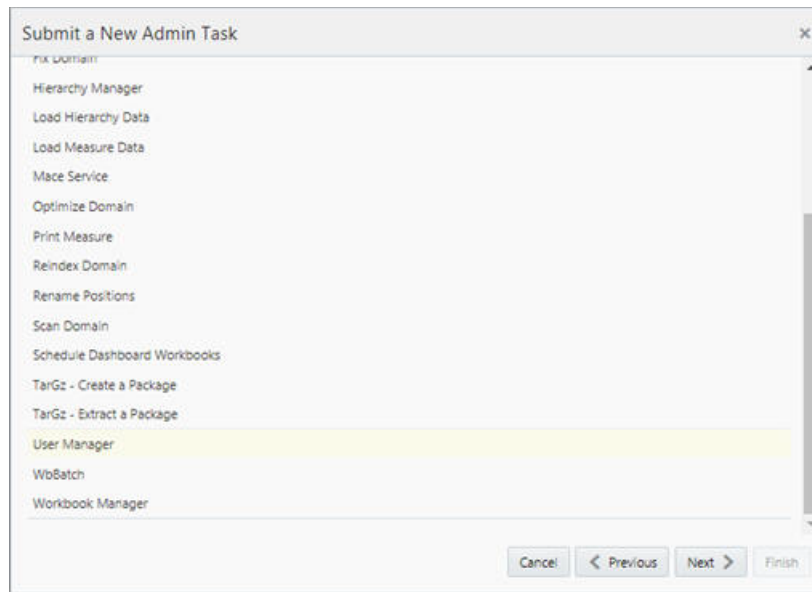 Submit a New Admin Task
Fix Domain
Hierarchy Manager
Load Hierarchy Data
Load Measure Data
Mace Service
Optimize Domain
Print Measure
Reindex Domain
Rename Positions
Scan Domain
Schedule Dashboard Workbooks
TarGz - Create a Package
TarGz - Extract a Package
User Manager
WbBatch
Workbook Manager
Cancel Previous Next Finish